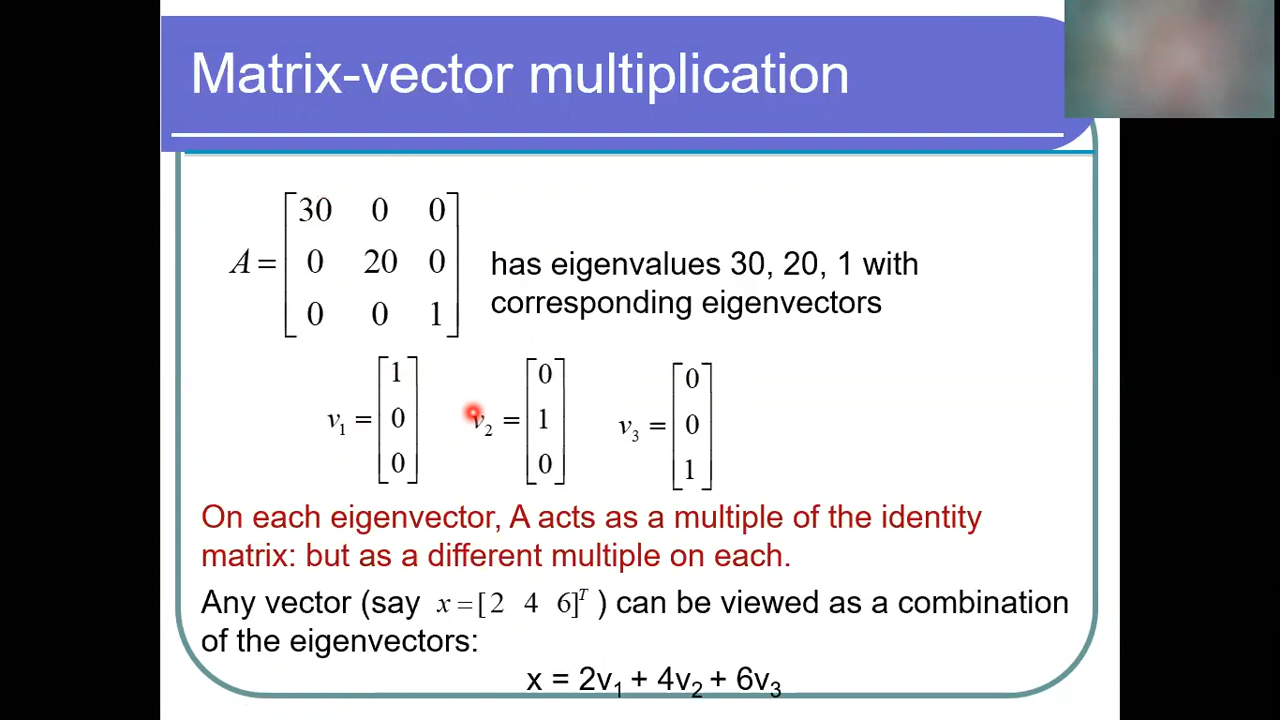 Matrix-vector multiplication
A = [30 0 0
0 20 0
0 0 1]
has eigenvalues 30, 20, 1 with
corresponding eigenvectors
v₁ = [1
0
0]
v₂ = [0
1
0]
v₃ = [0
0
1]
On each eigenvector, A acts as a multiple of the identity
matrix: but as a different multiple on each.
Any vector (say x = [2 4 6]ᵀ ) can be viewed as a combination
of the eigenvectors:
x = 2v₁ + 4v₂ + 6v₃